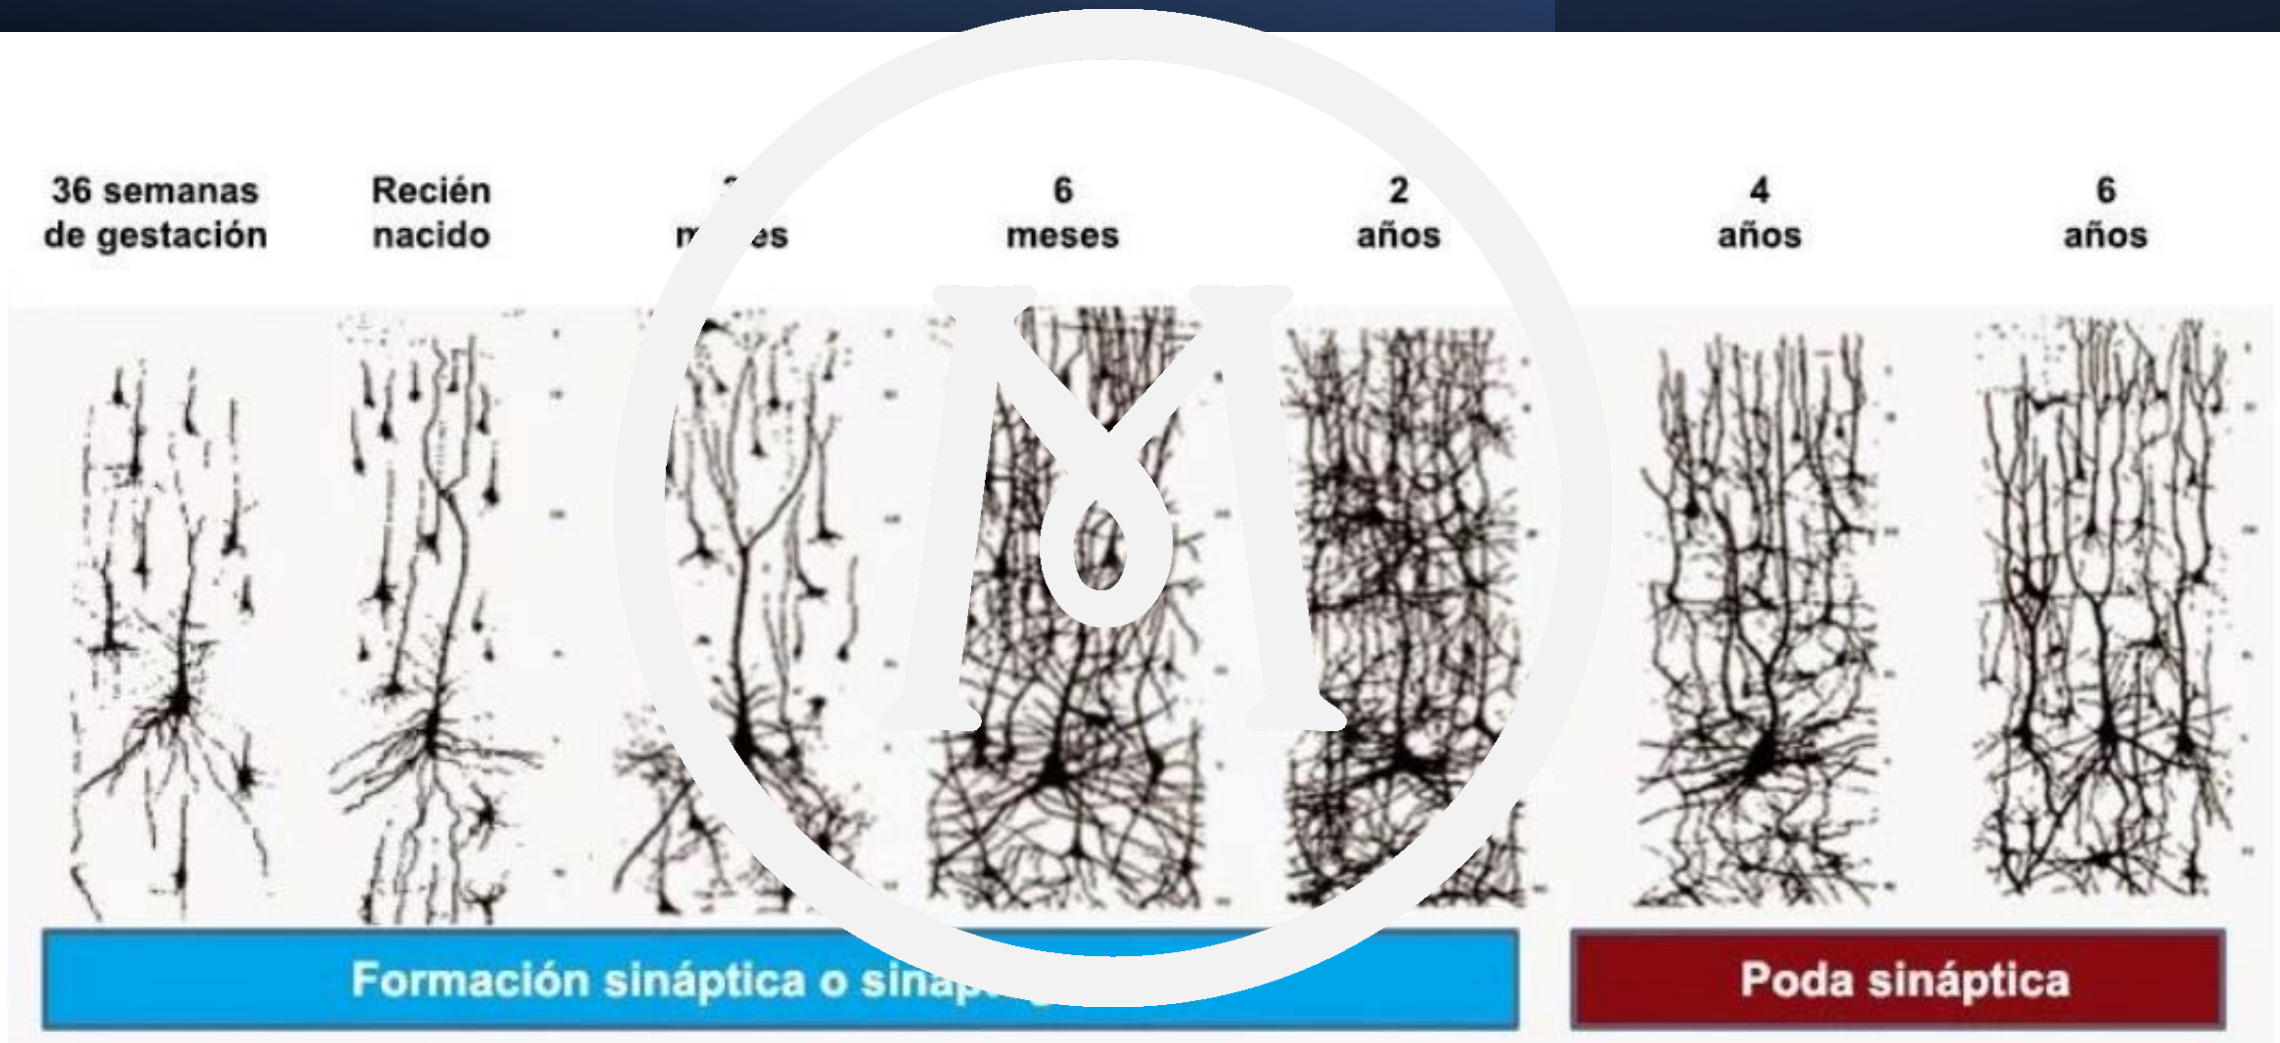 36 semanas
de gestación
Recién
nacido
6
meses
2
años
4
años
6
años
Formación sináptica o
Poda sináptica